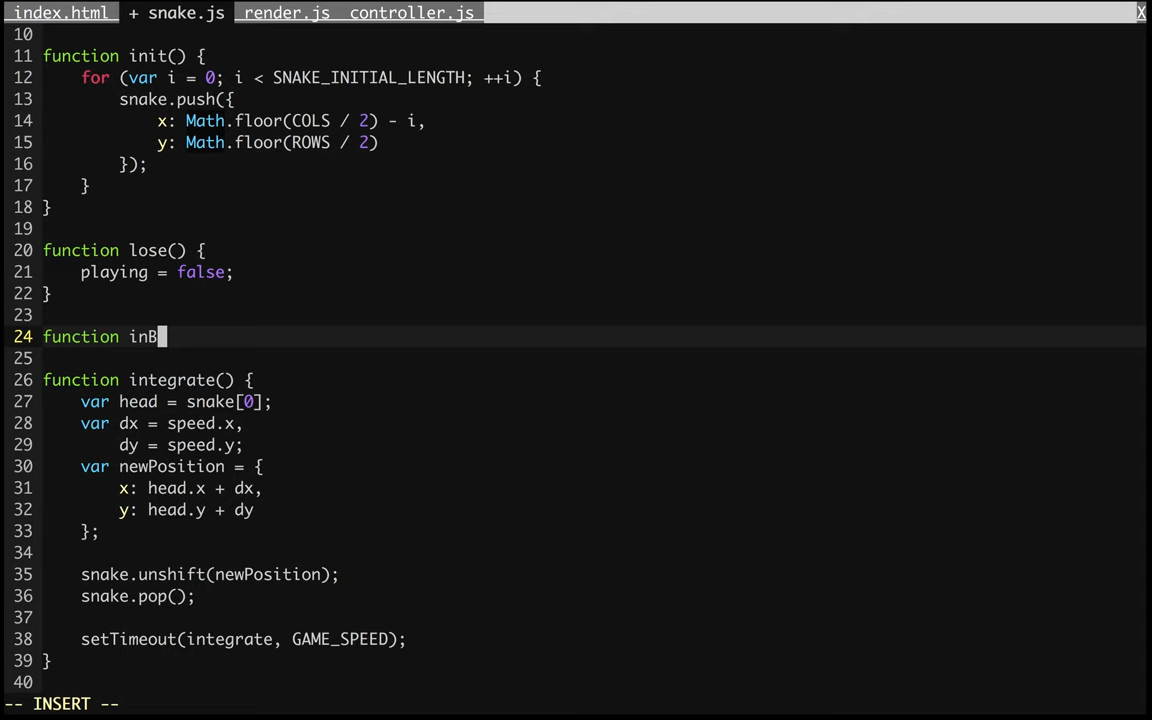 index.html + snake.js render.js controller.js X
10
11 function init() {
12     for (var i = 0; i < SNAKE_INITIAL_LENGTH; ++i) {
13         snake.push({
14             x: Math.floor(COLS / 2) - i,
15             y: Math.floor(ROWS / 2)
16         });
17     }
18 }
19
20 function lose() {
21     playing = false;
22 }
23
24 function inB
25
26 function integrate() {
27     var head = snake[0];
28     var dx = speed.x,
29         dy = speed.y;
30     var newPosition = {
31         x: head.x + dx,
32         y: head.y + dy
33     };
34
35     snake.unshift(newPosition);
36     snake.pop();
37
38     setTimeout(integrate, GAME_SPEED);
39 }
40
-- INSERT --